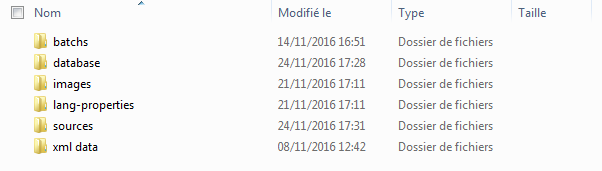 Nom Modifié le Type Taille
batchs 14/11/2016 16:51 Dossier de fichiers
database 24/11/2016 17:28 Dossier de fichiers
images 21/11/2016 17:11 Dossier de fichiers
lang-properties 21/11/2016 17:11 Dossier de fichiers
sources 24/11/2016 17:31 Dossier de fichiers
xml data 08/11/2016 12:42 Dossier de fichiers